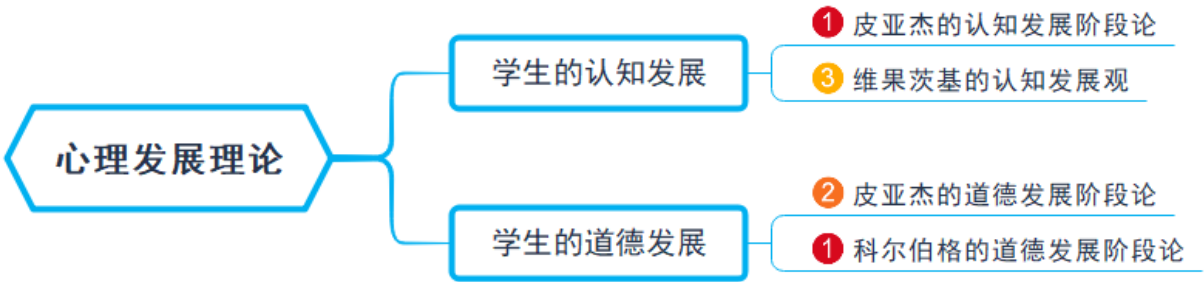 心理发展理论
学生的认知发展
1 皮亚杰的认知发展阶段论
3 维果茨基的认知发展观
学生的道德发展
2 皮亚杰的道德发展阶段论
1 科尔伯格的道德发展阶段论